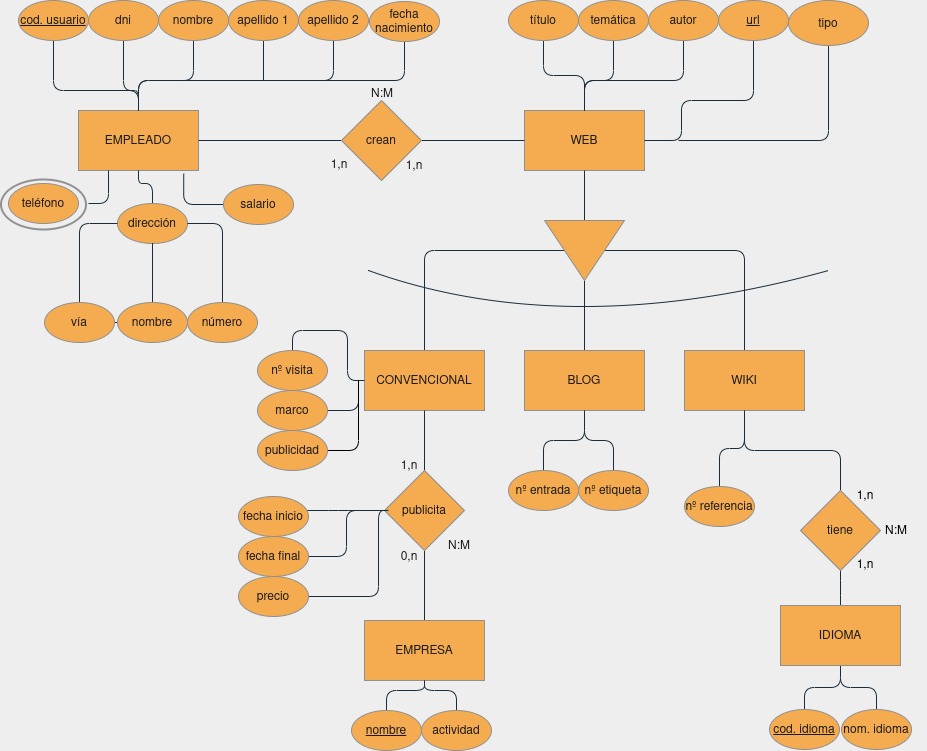 cod. usuario
dni
nombre
apellido 1
apellido 2
fecha
nacimiento
título
temática
autor
url
tipo
N:M
EMPLEADO
crean
WEB
1,n
1,n
teléfono
dirección
salario
vía
nombre
número
nº visita
marco
publicidad
CONVENCIONAL
BLOG
WIKI
1,n
nº entrada
nº etiqueta
nº referencia
1,n
fecha inicio
fecha final
precio
publicita
0,n
N:M
tiene
N:M
1,n
EMPRESA
IDIOMA
nombre
actividad
cod. idioma
nom. idioma